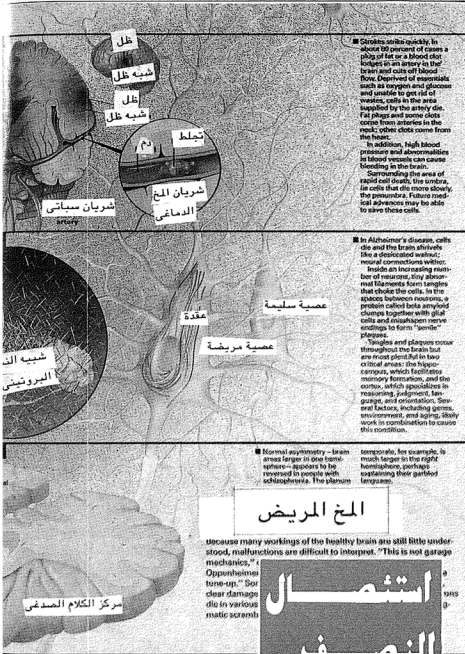 ظل
شبه ظل
ظل
شبه ظل
تجلط
دم
شريان المخ
الدماغى
شريان سباتى
artery
■ Strokes strike quickly. In
about 80 percent of cases a
plug of fat or a blood clot
lodges in an artery in the
brain and cuts off blood
flow. Deprived of essentials
such as oxygen and glucose
and unable to get rid of
wastes, cells in the area
supplied by the artery die.
Fat plugs and some clots
come from arteries in the
neck; other clots come from
the heart.
In addition, high blood
pressure and abnormalities
in blood vessels can cause
bleeding in the brain.
Surrounding the area of
rapid cell death, the umbra,
lie cells that die more slowly,
the penumbra. Future med-
ical advances may be able
to save these cells.
عقدة
عصبة سليمة
عصبة مريضة
شبيه
البروتينى
■ In Alzheimer's disease, cells
die and the brain shrivels
like a desiccated walnut;
neural connections wither.
Inside an increasing num-
ber of neurons, tiny abnor-
mal filaments form tangles
that choke the cells. In the
spaces between neurons, a
protein called beta amyloid
clumps together with glial
cells and misshapen nerve
endings to form "senile"
plaques.
Tangles and plaques occur
throughout the brain but
are most plentiful in two
critical areas: the hippo-
campus, which facilitates
memory formation, and the
cortex, which specializes in
reasoning, judgment, lan-
guage, and orientation. Sev-
eral factors, including genes,
environment, and aging, likely
work in combination to cause
this condition.
■ Normal asymmetry – brain
areas larger in one hemi-
sphere – appears to be
reversed in people with
schizophrenia. The planum
temporale, for example, is
much larger in the right
hemisphere, perhaps
explaining their garbled
language.
al
المخ المريض
مركز الكلام الصدغى
Because many workings of the healthy brain are still little under-
stood, malfunctions are difficult to interpret. "This is not garage
mechanics,"
Oppenheimer a
tune-up." Sor
clear damage ons
die in various g-
matic scramb
استئصال
النصف